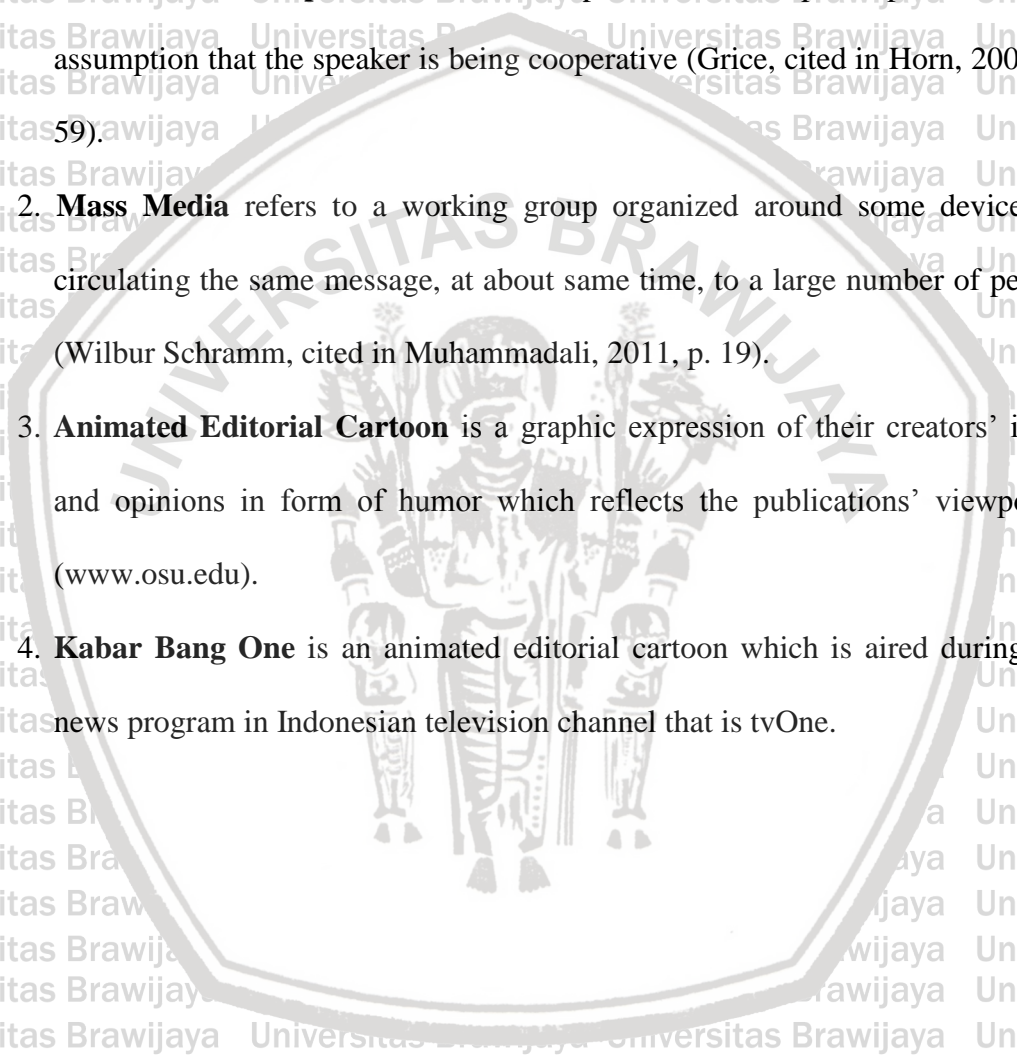 assumption that the speaker is being cooperative (Grice, cited in Horn, 200
59).
2. Mass Media refers to a working group organized around some device
circulating the same message, at about same time, to a large number of pe
(Wilbur Schramm, cited in Muhammadali, 2011, p. 19).
3. Animated Editorial Cartoon is a graphic expression of their creators’ i
and opinions in form of humor which reflects the publications’ viewp
(www.osu.edu).
4. Kabar Bang One is an animated editorial cartoon which is aired during
news program in Indonesian television channel that is tvOne.
UNIVERSITAS BRAWIJAYA